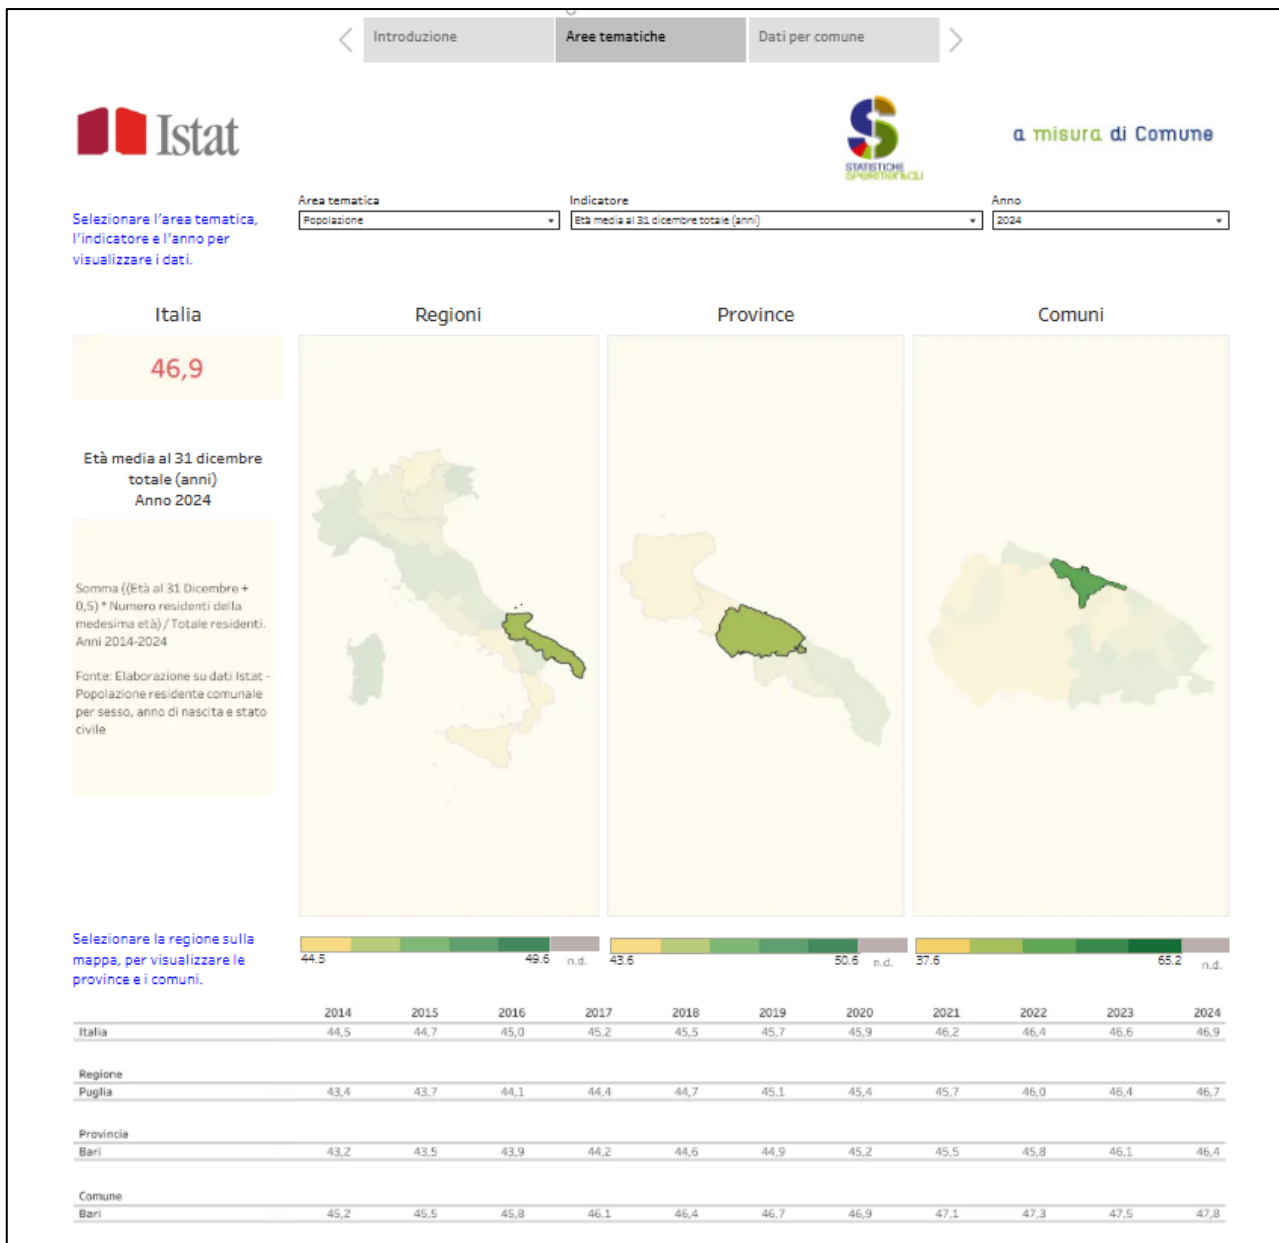 Introduzione
Aree tematiche
Dati per comune
Istat
STATISTICHE
SPERIMENTALI
a misura di Comune
Selezionare l'area tematica,
l'indicatore e l'anno per
visualizzare i dati.
Area tematica
Popolazione
Indicatore
Età media al 31 dicembre totale (anni)
Anno
2024
Italia
Regioni
Province
Comuni
46,9
Età media al 31 dicembre
totale (anni)
Anno 2024
Somma ((Età al 31 Dicembre +
0,5) * Numero residenti della
medesima età) / Totale residenti.
Anni 2014-2024
Fonte: Elaborazione su dati Istat -
Popolazione residente comunale
per sesso, anno di nascita e stato
civile
Selezionare la regione sulla
mappa, per visualizzare le
province e i comuni.
44.5 49.6 n.d.
43.6 50.6 n.d.
37.6 65.2 n.d.
2014 2015 2016 2017 2018 2019 2020 2021 2022 2023 2024
Italia 44,5 44,7 45,0 45,2 45,5 45,7 45,9 46,2 46,4 46,6 46,9
Regione
Puglia 43,4 43,7 44,1 44,4 44,7 45,1 45,4 45,7 46,0 46,4 46,7
Provincia
Bari 43,2 43,5 43,9 44,2 44,6 44,9 45,2 45,5 45,8 46,1 46,4
Comune
Bari 45,2 45,5 45,8 46,1 46,4 46,7 46,9 47,1 47,3 47,5 47,8